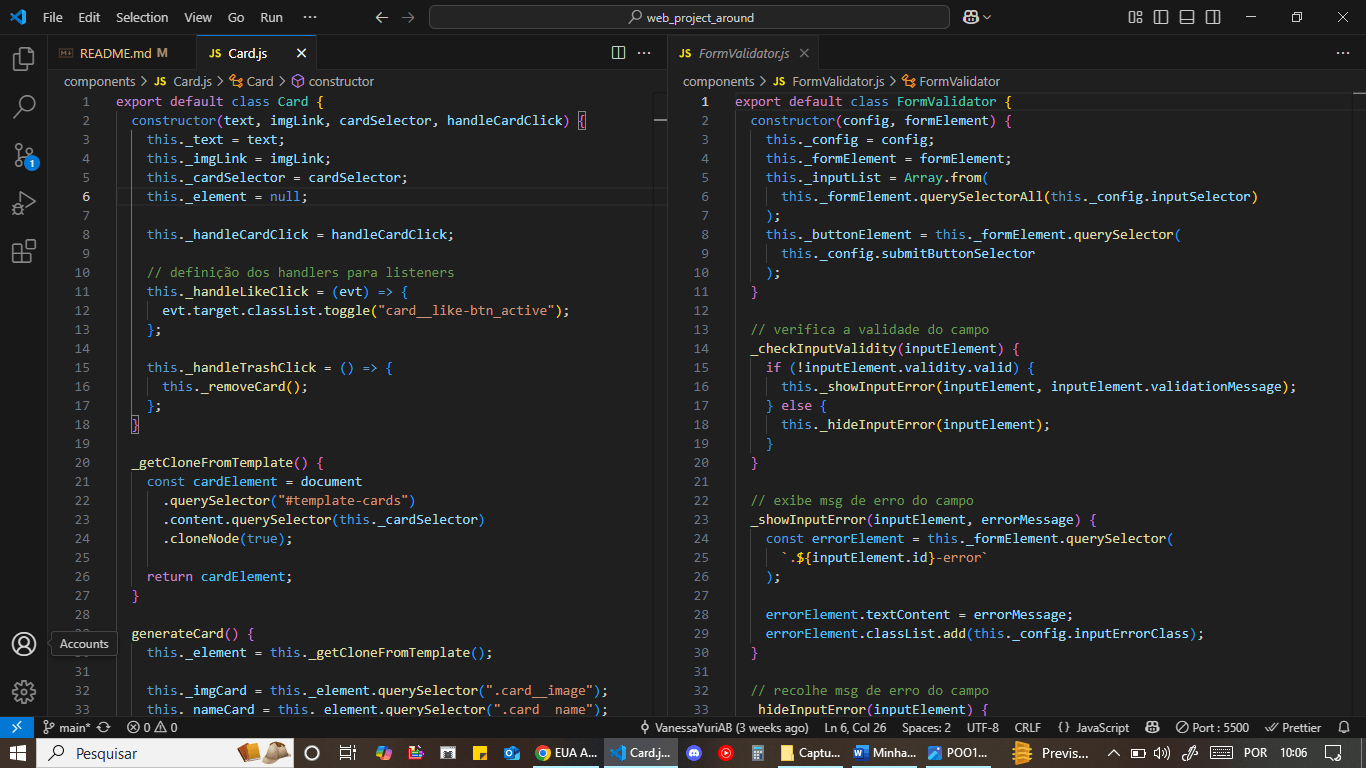 File Edit Selection View Go Run ··· web_project_around
README.md M JS Card.js
JS FormValidator.js
components > JS Card.js > Card > constructor
components > JS FormValidator.js > FormValidator
1 export default class Card {
2 constructor(text, imgLink, cardSelector, handleCardClick) {
3 this._text = text;
4 this._imgLink = imgLink;
5 this._cardSelector = cardSelector;
6 this._element = null;
7
8 this._handleCardClick = handleCardClick;
9
10 // definição dos handlers para listeners
11 this._handleLikeClick = (evt) => {
12 evt.target.classList.toggle("card__like-btn_active");
13 };
14
15 this._handleTrashClick = () => {
16 this._removeCard();
17 };
18 }
19
20 _getCloneFromTemplate() {
21 const cardElement = document
22 .querySelector("#template-cards")
23 .content.querySelector(this._cardSelector)
24 .cloneNode(true);
25
26 return cardElement;
27 }
28
generateCard() {
this._element = this._getCloneFromTemplate();
31
32 this._imgCard = this._element.querySelector(".card__image");
33 this._nameCard = this._element.querySelector(".card__name");
1 export default class FormValidator {
2 constructor(config, formElement) {
3 this._config = config;
4 this._formElement = formElement;
5 this._inputList = Array.from(
6 this._formElement.querySelectorAll(this._config.inputSelector)
7 );
8 this._buttonElement = this._formElement.querySelector(
9 this._config.submitButtonSelector
10 );
11 }
12
13 // verifica a validade do campo
14 _checkInputValidity(inputElement) {
15 if (!inputElement.validity.valid) {
16 this._showInputError(inputElement, inputElement.validationMessage);
17 } else {
18 this._hideInputError(inputElement);
19 }
20 }
21
22 // exibe msg de erro do campo
23 _showInputError(inputElement, errorMessage) {
24 const errorElement = this._formElement.querySelector(
25 `.${inputElement.id}-error`
26 );
27
28 errorElement.textContent = errorMessage;
29 errorElement.classList.add(this._config.inputErrorClass);
30 }
31
32 // recolhe msg de erro do campo
33 _hideInputError(inputElement) {
1
Accounts
main* 0 0 VanessaYuriAB (3 weeks ago) Ln 6, Col 26 Spaces: 2 UTF-8 CRLF {} JavaScript Port : 5500 Prettier
Pesquisar EUA A... Card.j... Captu... Minha... POO1... Previs... POR 10:06